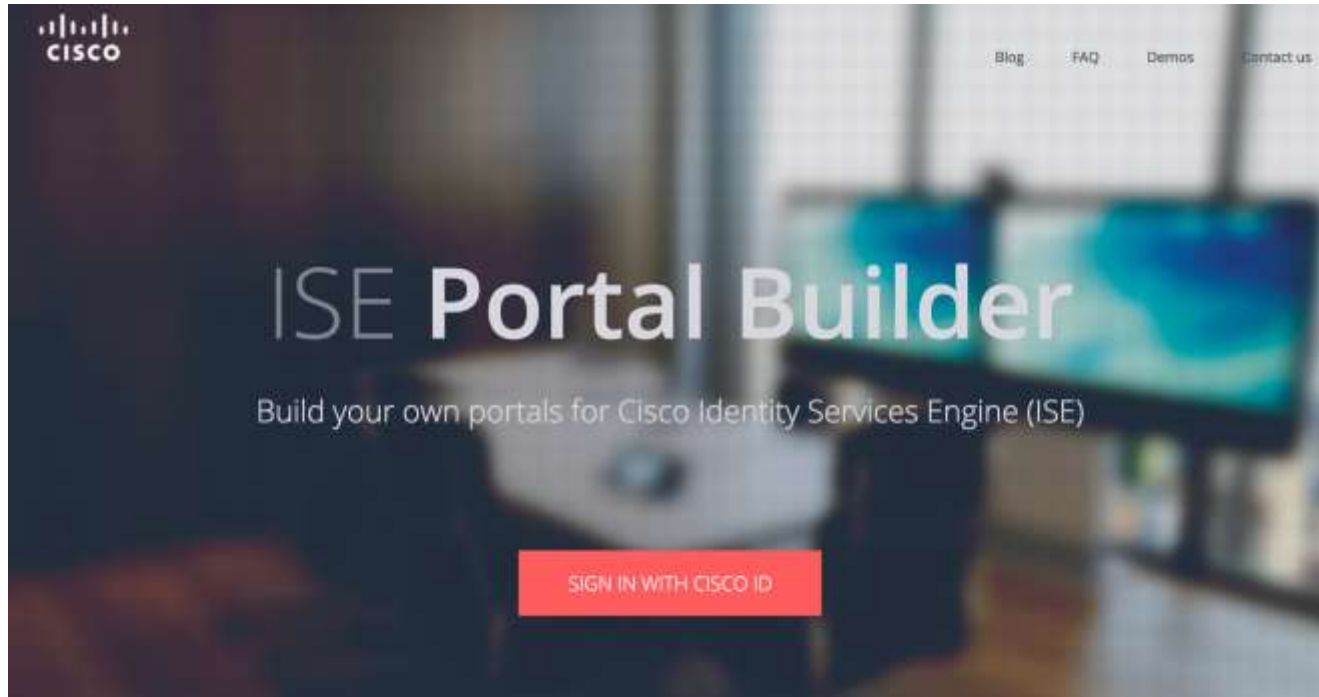 CISCO
Blog FAQ Demos Contact us
ISE Portal Builder
Build your own portals for Cisco Identity Services Engine (ISE)
SIGN IN WITH CISCO ID